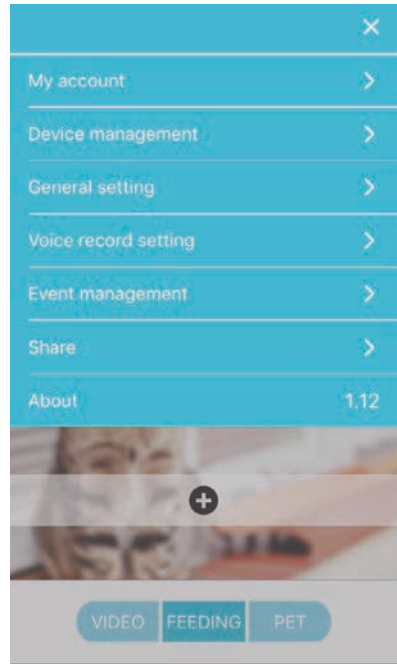 My account
Device management
General setting
Voice record setting
Event management
Share
About 1.12
VIDEO FEEDING PET